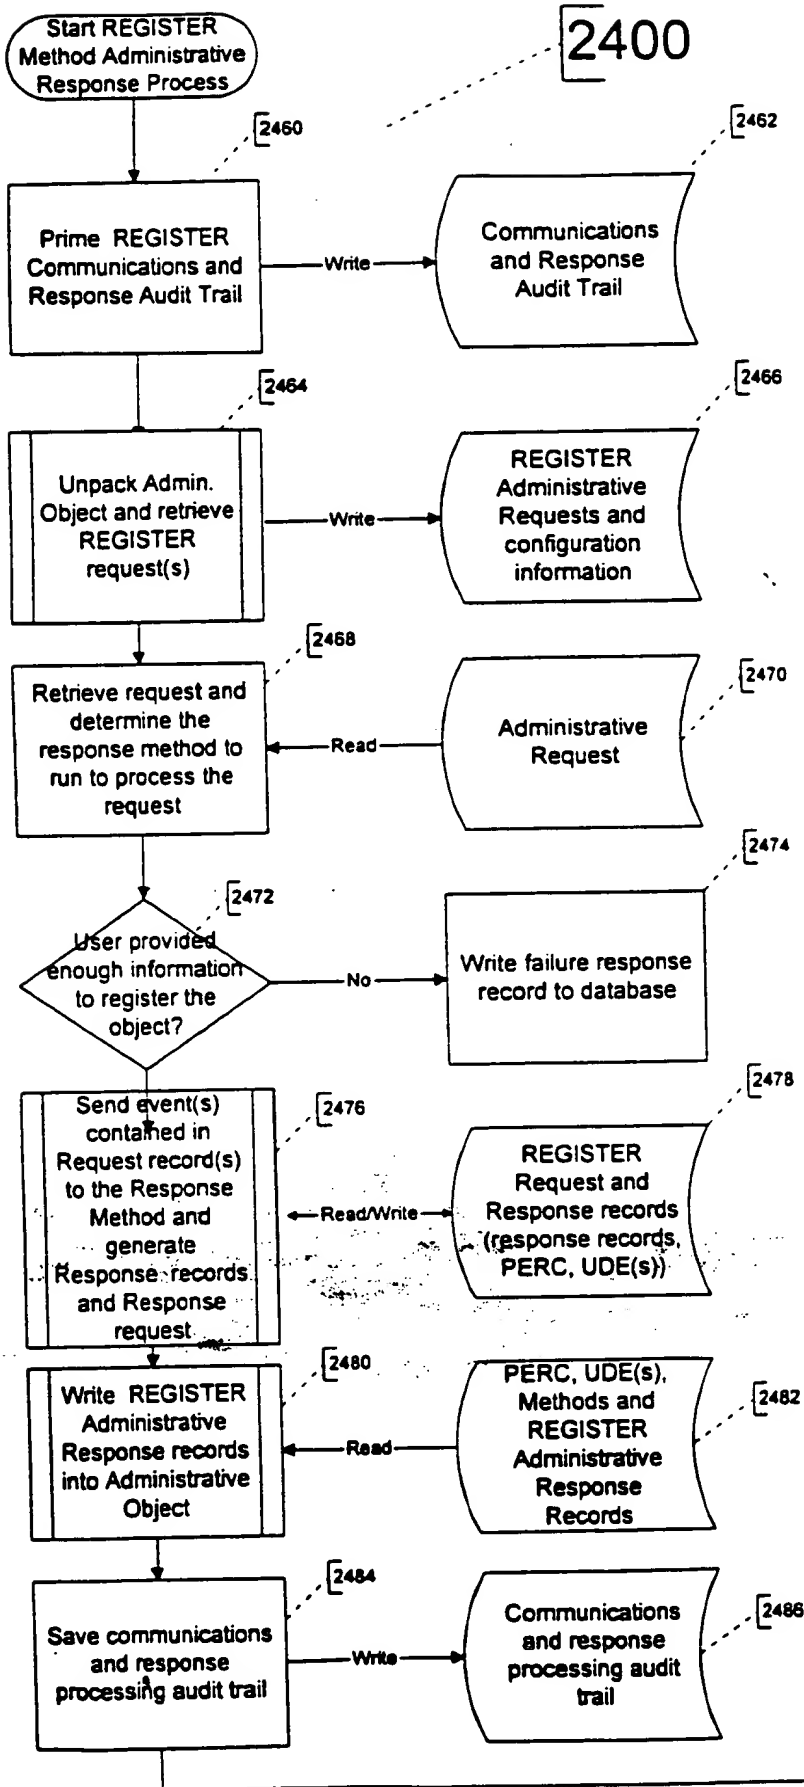 Start REGISTER
Method Administrative
Response Process
2400
2460
2462
Prime REGISTER
Communications and
Response Audit Trail
Write
Communications
and Response
Audit Trail
2464
2466
Unpack Admin.
Object and retrieve
REGISTER
request(s)
Write
REGISTER
Administrative
Requests and
configuration
information
2468
2470
Retrieve request and
determine the
response method to
run to process the
request
Read
Administrative
Request
2472
2474
User provided
enough information
to register the
object?
No
Write failure response
record to database
2476
2478
Send event(s)
contained in
Request record(s)
to the Response
Method and
generate
Response records
and Response
request
Read/Write
REGISTER
Request and
Response records
(response records,
PERC, UDE(s))
2480
2482
Write REGISTER
Administrative
Response records
into Administrative
Object
Read
PERC, UDE(s),
Methods and
REGISTER
Administrative
Response
Records
2484
2486
Save communications
and response
processing audit trail
Write
Communications
and response
processing audit
trail